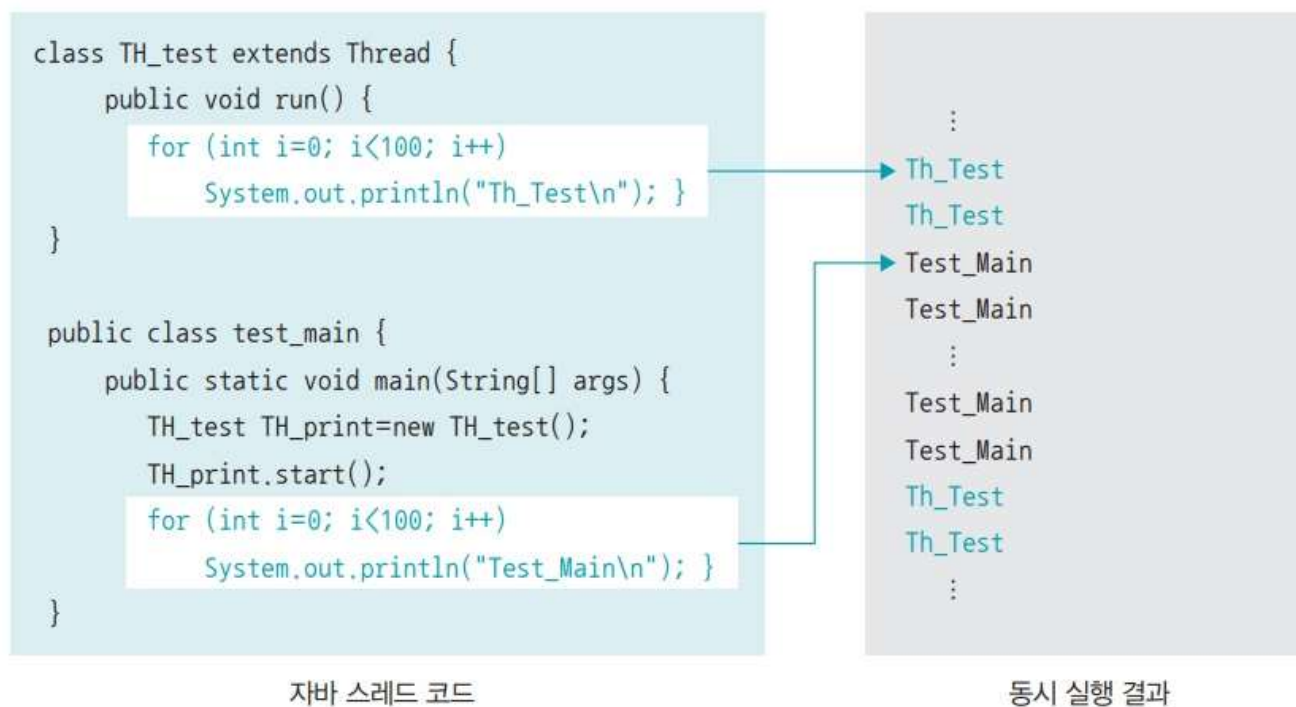 class TH_test extends Thread {
public void run() {
for (int i=0; i<100; i++)
System.out.println("Th_Test\n"); }
}
public class test_main {
public static void main(String[] args) {
TH_test TH_print=new TH_test();
TH_print.start();
for (int i=0; i<100; i++)
System.out.println("Test_Main\n"); }
}
자바 스레드 코드
⋮
Th_Test
Th_Test
Test_Main
Test_Main
⋮
Test_Main
Test_Main
Th_Test
Th_Test
⋮
동시 실행 결과